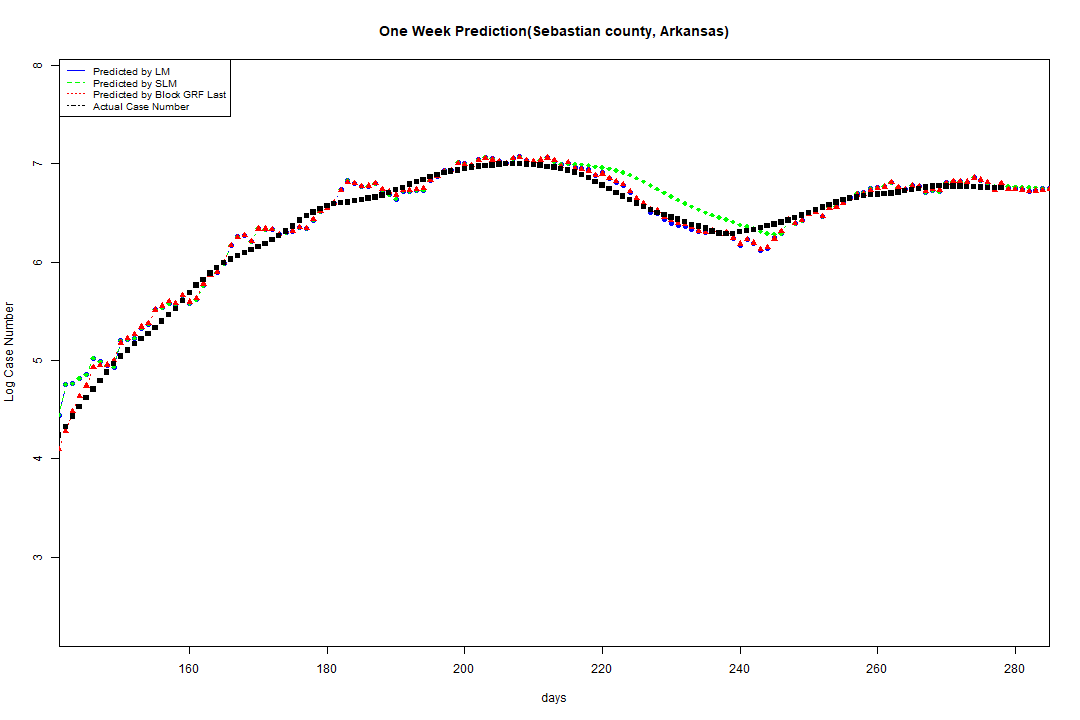 One Week Prediction(Sebastian county, Arkansas)
Predicted by LM
Predicted by SLM
Predicted by Block GRF Last
Actual Case Number
8
7
6
5
4
3
Log Case Number
160 180 200 220 240 260 280
days